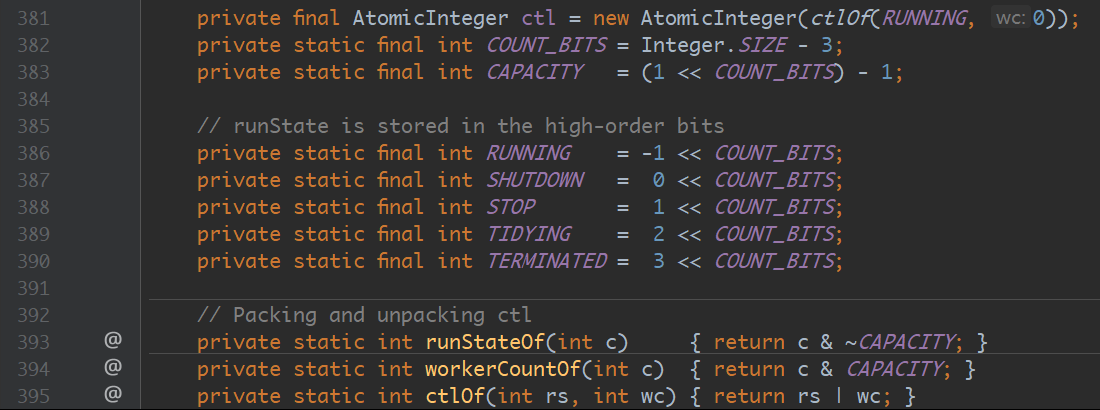 381 private final AtomicInteger ctl = new AtomicInteger(ctlOf(RUNNING, wc: 0));
382 private static final int COUNT_BITS = Integer.SIZE - 3;
383 private static final int CAPACITY   = (1 << COUNT_BITS) - 1;
384
385 // runState is stored in the high-order bits
386 private static final int RUNNING    = -1 << COUNT_BITS;
387 private static final int SHUTDOWN   =  0 << COUNT_BITS;
388 private static final int STOP       =  1 << COUNT_BITS;
389 private static final int TIDYING    =  2 << COUNT_BITS;
390 private static final int TERMINATED =  3 << COUNT_BITS;
391
392 // Packing and unpacking ctl
393 @ private static int runStateOf(int c)     { return c & ~CAPACITY; }
394 @ private static int workerCountOf(int c)  { return c & CAPACITY; }
395 @ private static int ctlOf(int rs, int wc) { return rs | wc; }